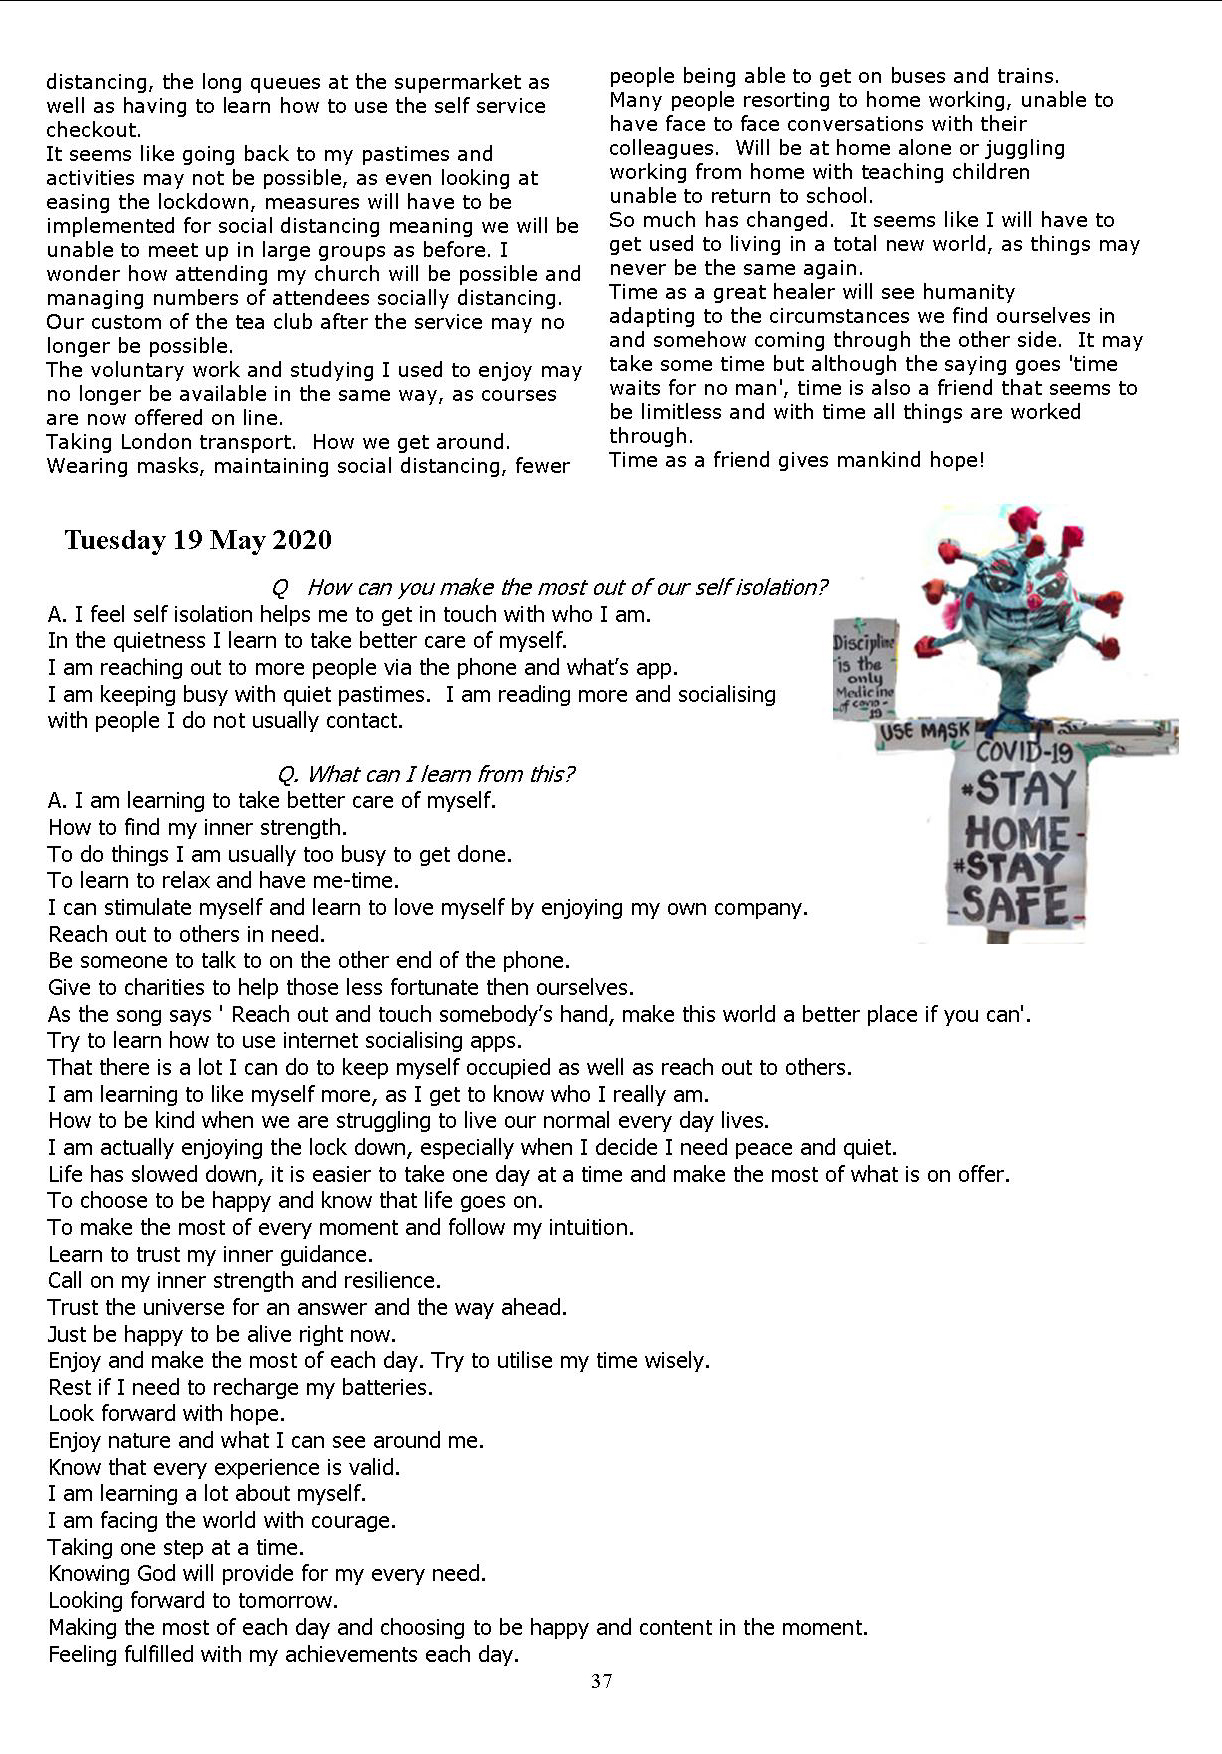 distancing, the long queues at the supermarket as
well as having to learn how to use the self service
checkout.
It seems like going back to my pastimes and
activities may not be possible, as even looking at
easing the lockdown, measures will have to be
implemented for social distancing meaning we will be
unable to meet up in large groups as before. I
wonder how attending my church will be possible and
managing numbers of attendees socially distancing.
Our custom of the tea club after the service may no
longer be possible.
The voluntary work and studying I used to enjoy may
no longer be available in the same way, as courses
are now offered on line.
Taking London transport.  How we get around.
Wearing masks, maintaining social distancing, fewer
people being able to get on buses and trains.
Many people resorting to home working, unable to
have face to face conversations with their
colleagues.  Will be at home alone or juggling
working from home with teaching children
unable to return to school.
So much has changed.  It seems like I will have to
get used to living in a total new world, as things may
never be the same again.
Time as a great healer will see humanity
adapting to the circumstances we find ourselves in
and somehow coming through the other side.  It may
take some time but although the saying goes 'time
waits for no man', time is also a friend that seems to
be limitless and with time all things are worked
through.
Time as a friend gives mankind hope!
Tuesday 19 May 2020
Q   How can you make the most out of our self isolation?
A. I feel self isolation helps me to get in touch with who I am.
In the quietness I learn to take better care of myself.
I am reaching out to more people via the phone and what’s app.
I am keeping busy with quiet pastimes.  I am reading more and socialising
with people I do not usually contact.
Discipline
is the
only
Medicine
of covid-
19
USE MASK
COVID-19
#STAY
HOME
#STAY
SAFE
Q. What can I learn from this?
A. I am learning to take better care of myself.
How to find my inner strength.
To do things I am usually too busy to get done.
To learn to relax and have me-time.
I can stimulate myself and learn to love myself by enjoying my own company.
Reach out to others in need.
Be someone to talk to on the other end of the phone.
Give to charities to help those less fortunate then ourselves.
As the song says ' Reach out and touch somebody’s hand, make this world a better place if you can'.
Try to learn how to use internet socialising apps.
That there is a lot I can do to keep myself occupied as well as reach out to others.
I am learning to like myself more, as I get to know who I really am.
How to be kind when we are struggling to live our normal every day lives.
I am actually enjoying the lock down, especially when I decide I need peace and quiet.
Life has slowed down, it is easier to take one day at a time and make the most of what is on offer.
To choose to be happy and know that life goes on.
To make the most of every moment and follow my intuition.
Learn to trust my inner guidance.
Call on my inner strength and resilience.
Trust the universe for an answer and the way ahead.
Just be happy to be alive right now.
Enjoy and make the most of each day. Try to utilise my time wisely.
Rest if I need to recharge my batteries.
Look forward with hope.
Enjoy nature and what I can see around me.
Know that every experience is valid.
I am learning a lot about myself.
I am facing the world with courage.
Taking one step at a time.
Knowing God will provide for my every need.
Looking forward to tomorrow.
Making the most of each day and choosing to be happy and content in the moment.
Feeling fulfilled with my achievements each day.
37